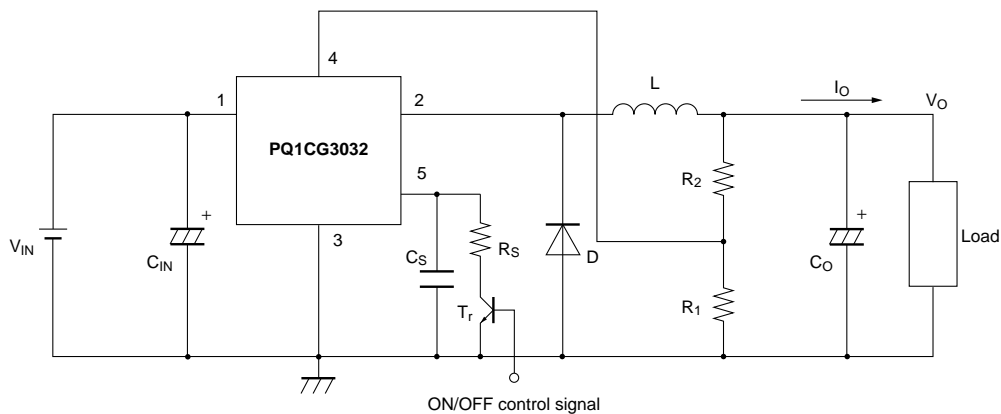 4
L
I_O
1
2
V_O
PQ1CG3032
R_2
5
+
+
V_IN
C_IN
3
C_S
R_S
D
C_O
Load
T_r
R_1
ON/OFF control signal